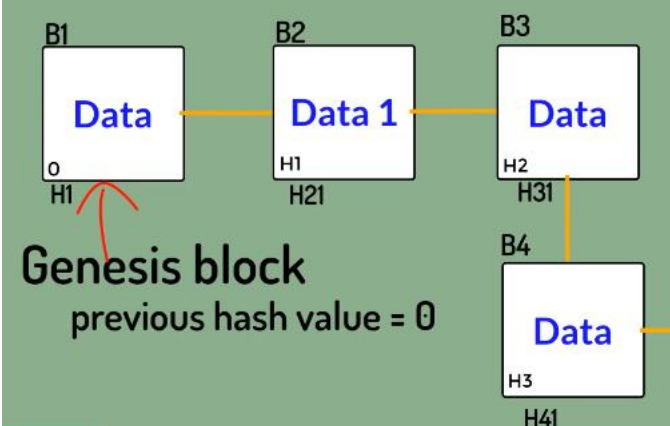 B1
Data
0
H1
B2
Data 1
H1
H21
B3
Data
H2
H31
Genesis block
previous hash value = 0
B4
Data
H3
H41